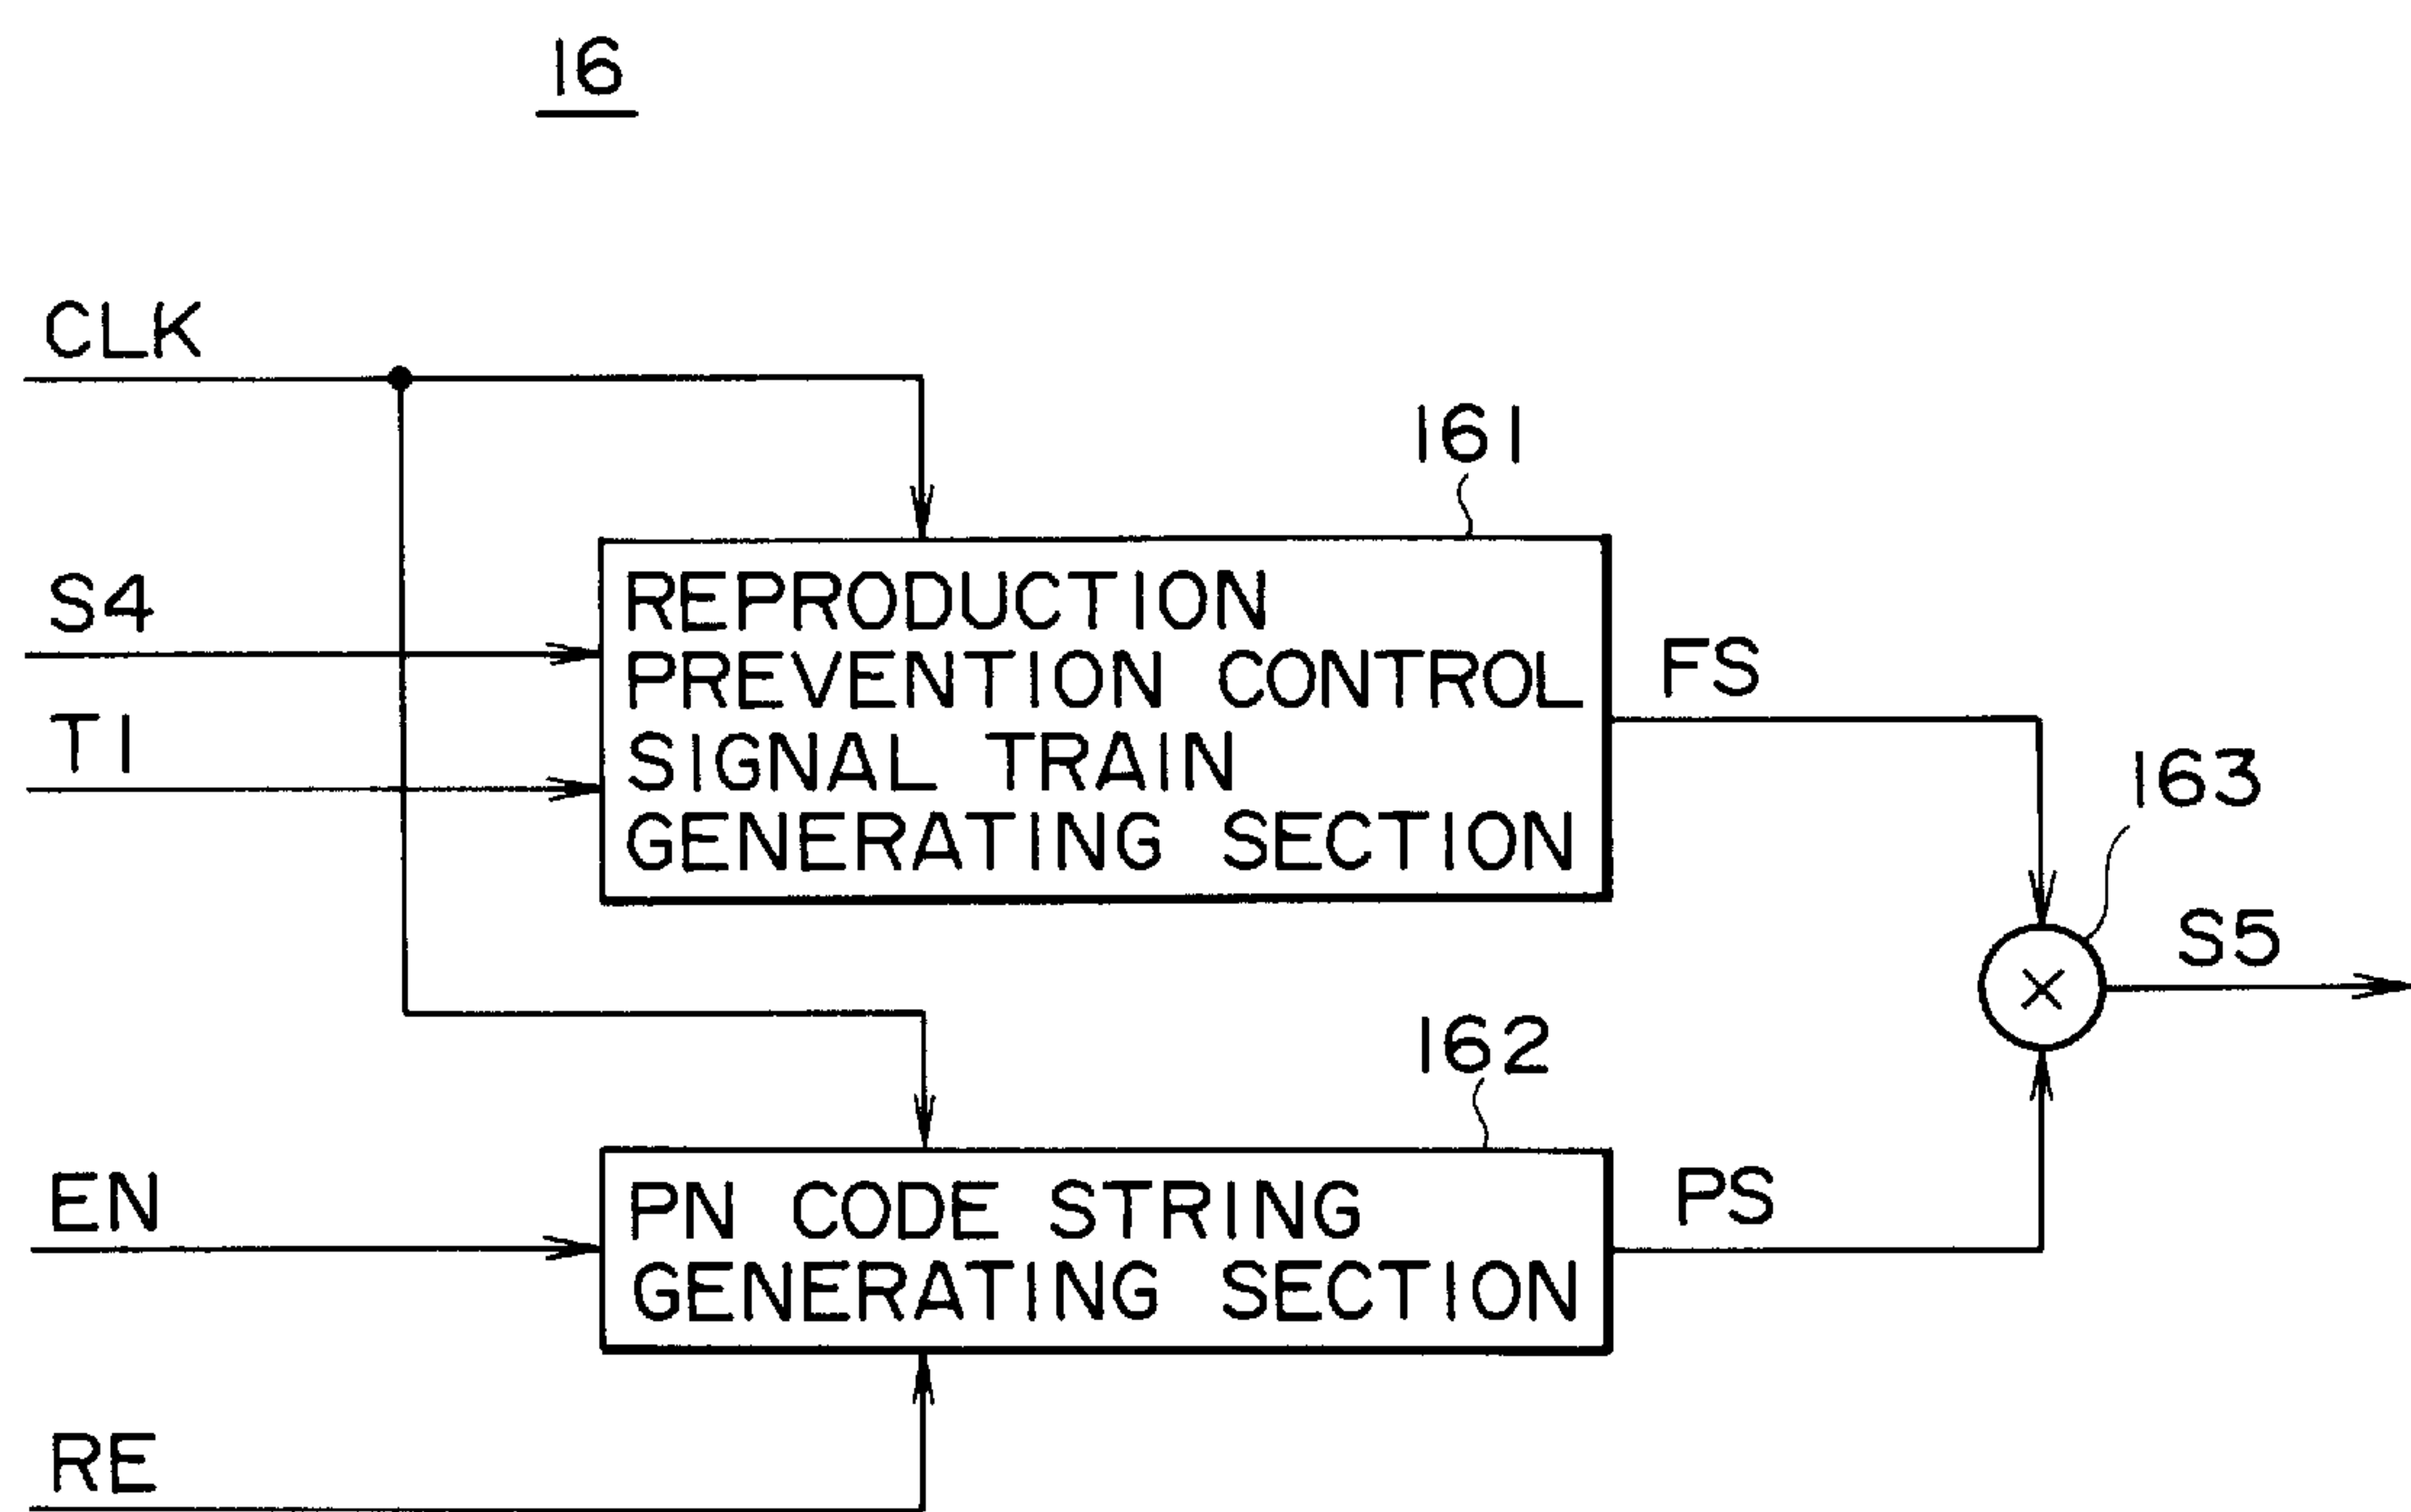 16
CLK
161
S4
REPRODUCTION
PREVENTION CONTROL
SIGNAL TRAIN
GENERATING SECTION
T1
FS
163
S5
162
EN
PN CODE STRING
GENERATING SECTION
PS
RE